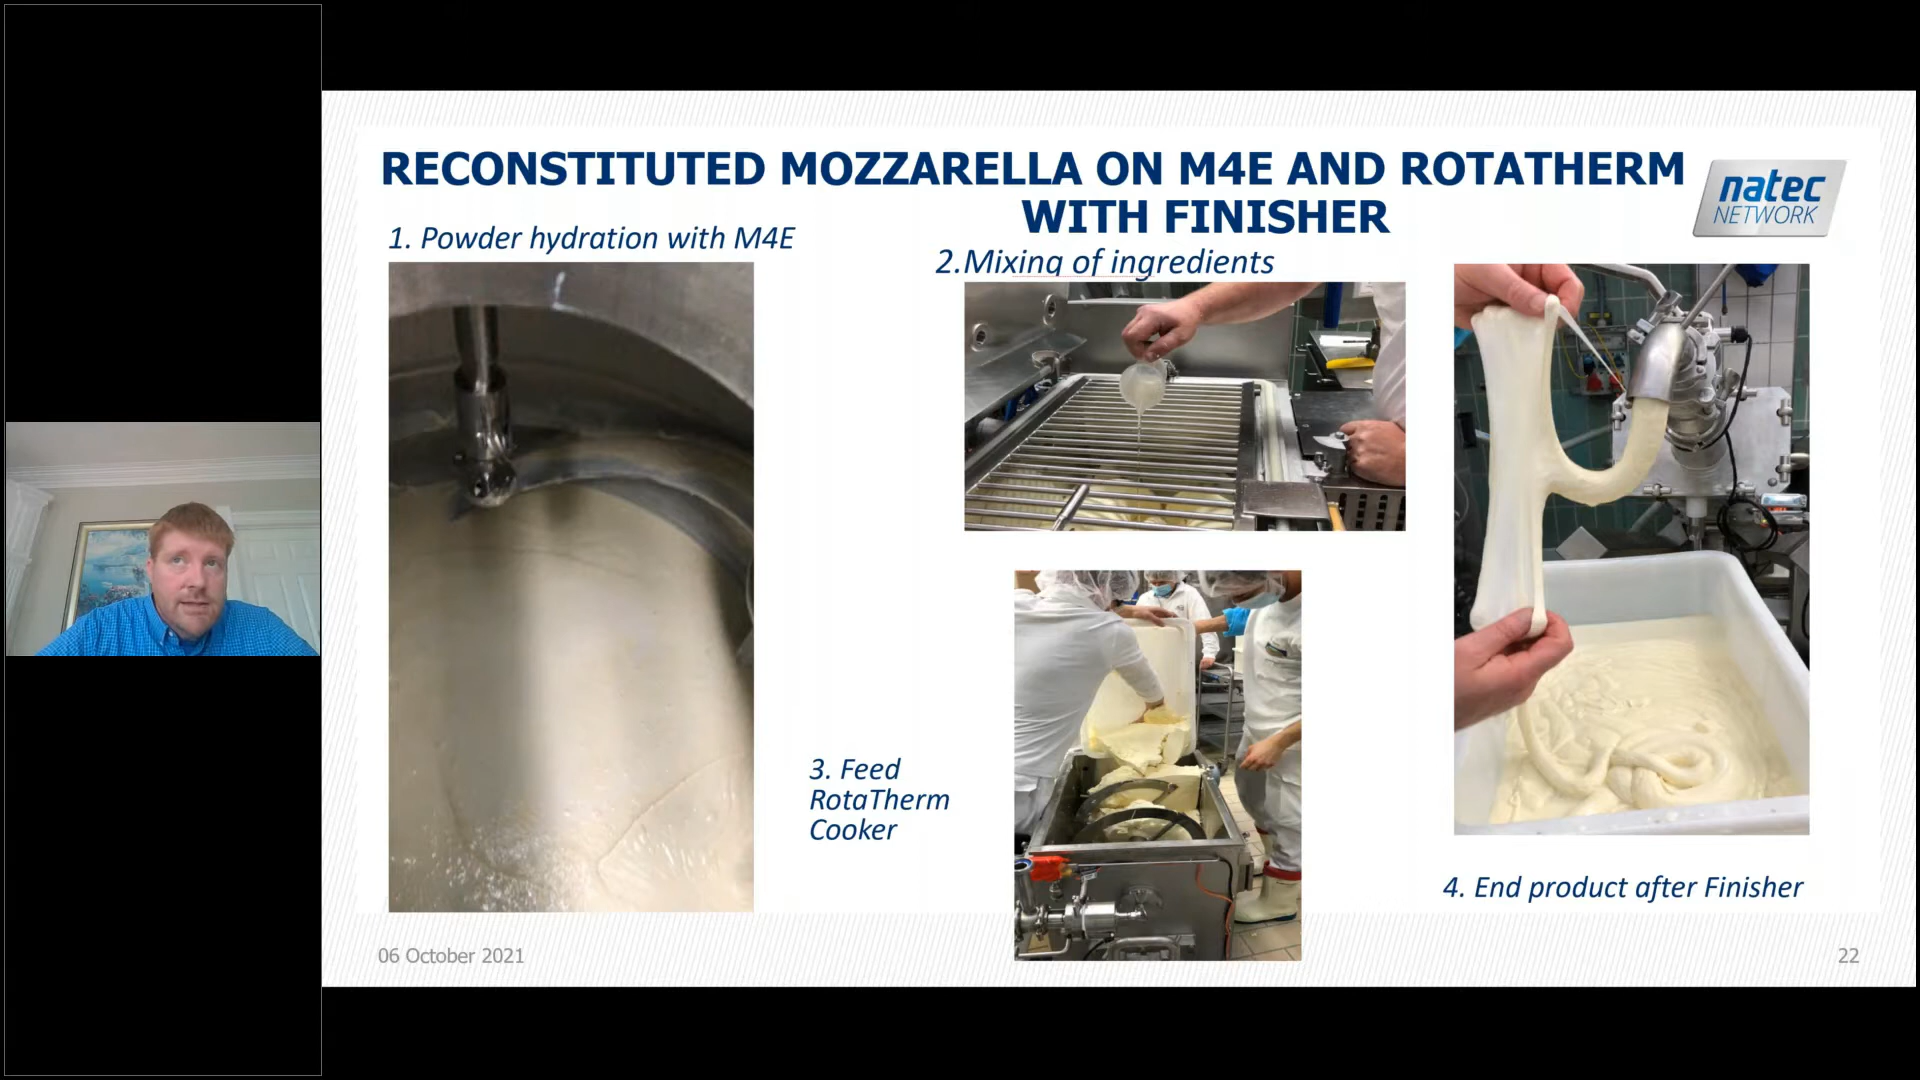 RECONSTITUTED MOZZARELLA ON M4E AND ROTATHERM
WITH FINISHER
natec
NETWORK
1. Powder hydration with M4E
2.Mixing of ingredients
3. Feed
RotaTherm
Cooker
4. End product after Finisher
06 October 2021
22